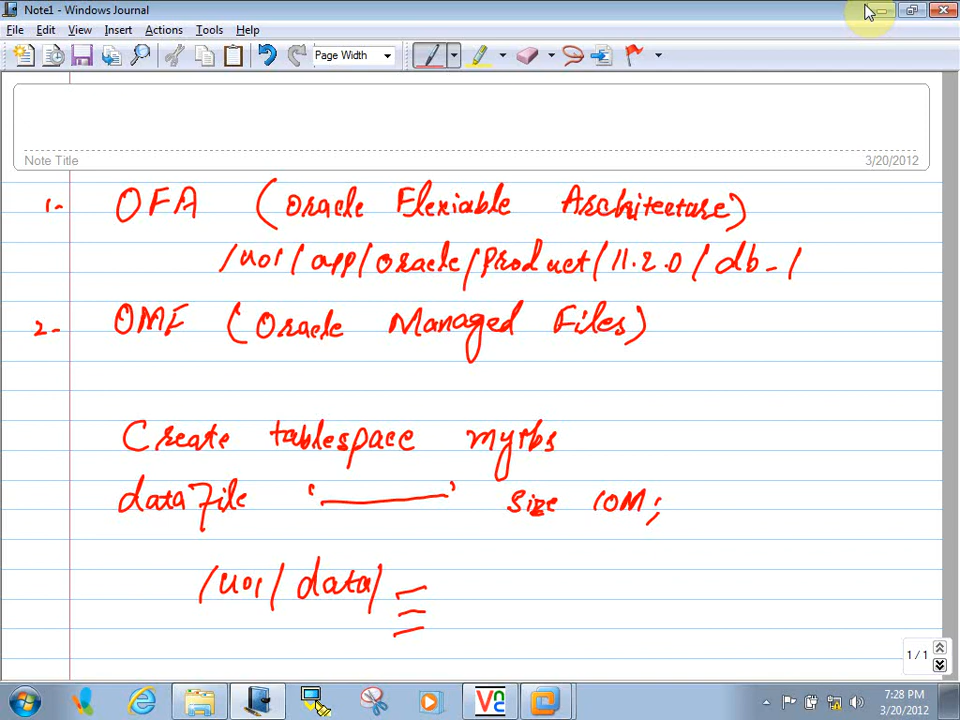 Note1 - Windows Journal
File Edit View Insert Actions Tools Help
Page Width
Note Title 3/20/2012
1- OFA (Oracle Flexiable Architecture)
/u01/app/oracle/Product/11.2.0/db-1
2- OMF (Oracle Managed Files)
Create tablespace mytbs
datafile '———' Size 10M;
/u01/data/
1 / 1
7:28 PM
3/20/2012